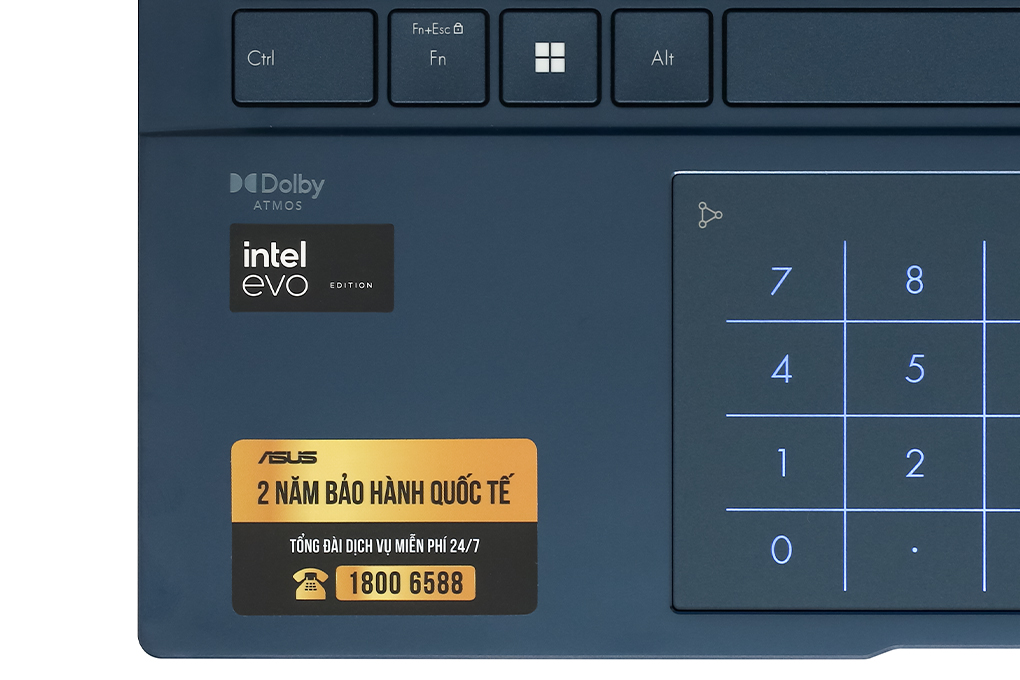 Ctrl
Fn+Esc
Fn
Alt
Dolby
ATMOS
intel
evo EDITION
7 8
4 5
1 2
0 .
ASUS
2 NĂM BẢO HÀNH QUỐC TẾ
TỔNG ĐÀI DỊCH VỤ MIỄN PHÍ 24/7
1800 6588